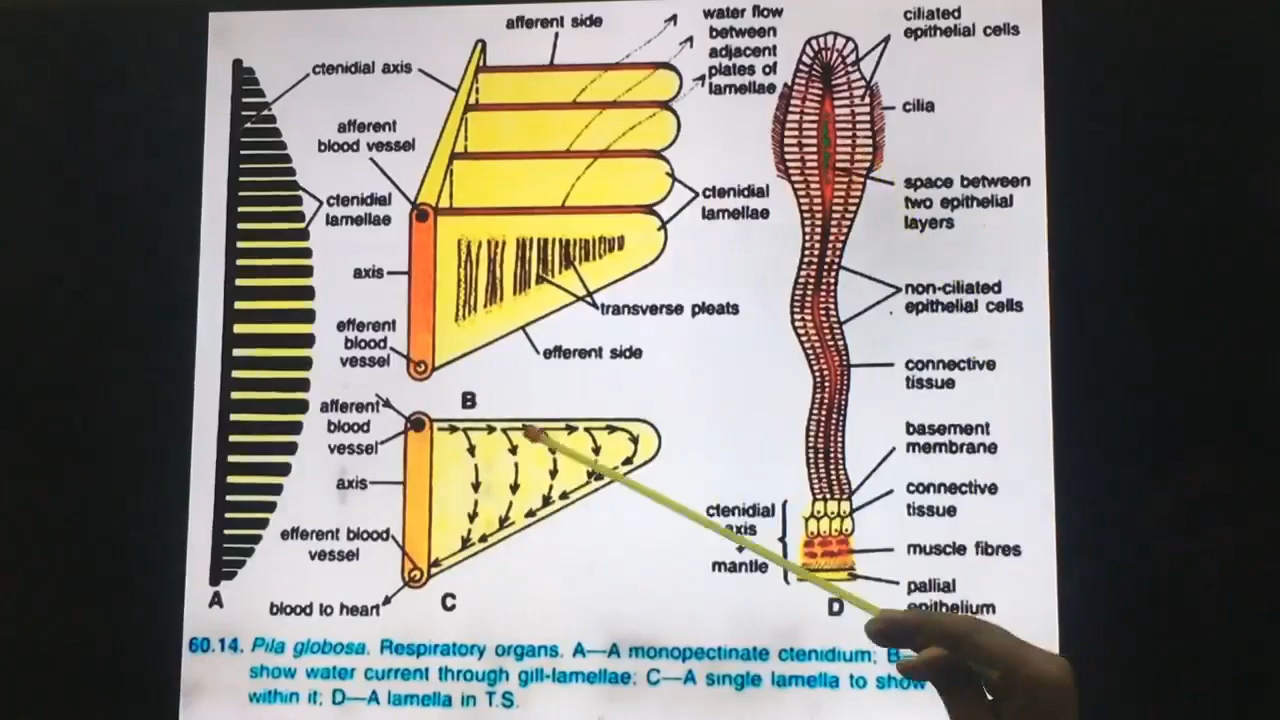 afferent side
water flow
between
adjacent
plates of
lamellae
ctenidial axis
afferent
blood vessel
ctenidial
lamellae
ctenidial
lamellae
axis
transverse pleats
efferent
blood
vessel
efferent side
A
B
afferent
blood
vessel
axis
efferent blood
vessel
blood to heart
C
ciliated
epithelial cells
cilia
space between
two epithelial
layers
non-ciliated
epithelial cells
connective
tissue
basement
membrane
connective
tissue
muscle fibres
pallial
epithelium
ctenidial
axis
+
mantle
D
60.14. Pila globosa. Respiratory organs. A—A monopectinate ctenidium; B—
show water current through gill-lamellae; C—A single lamella to show
within it; D—A lamella in T.S.